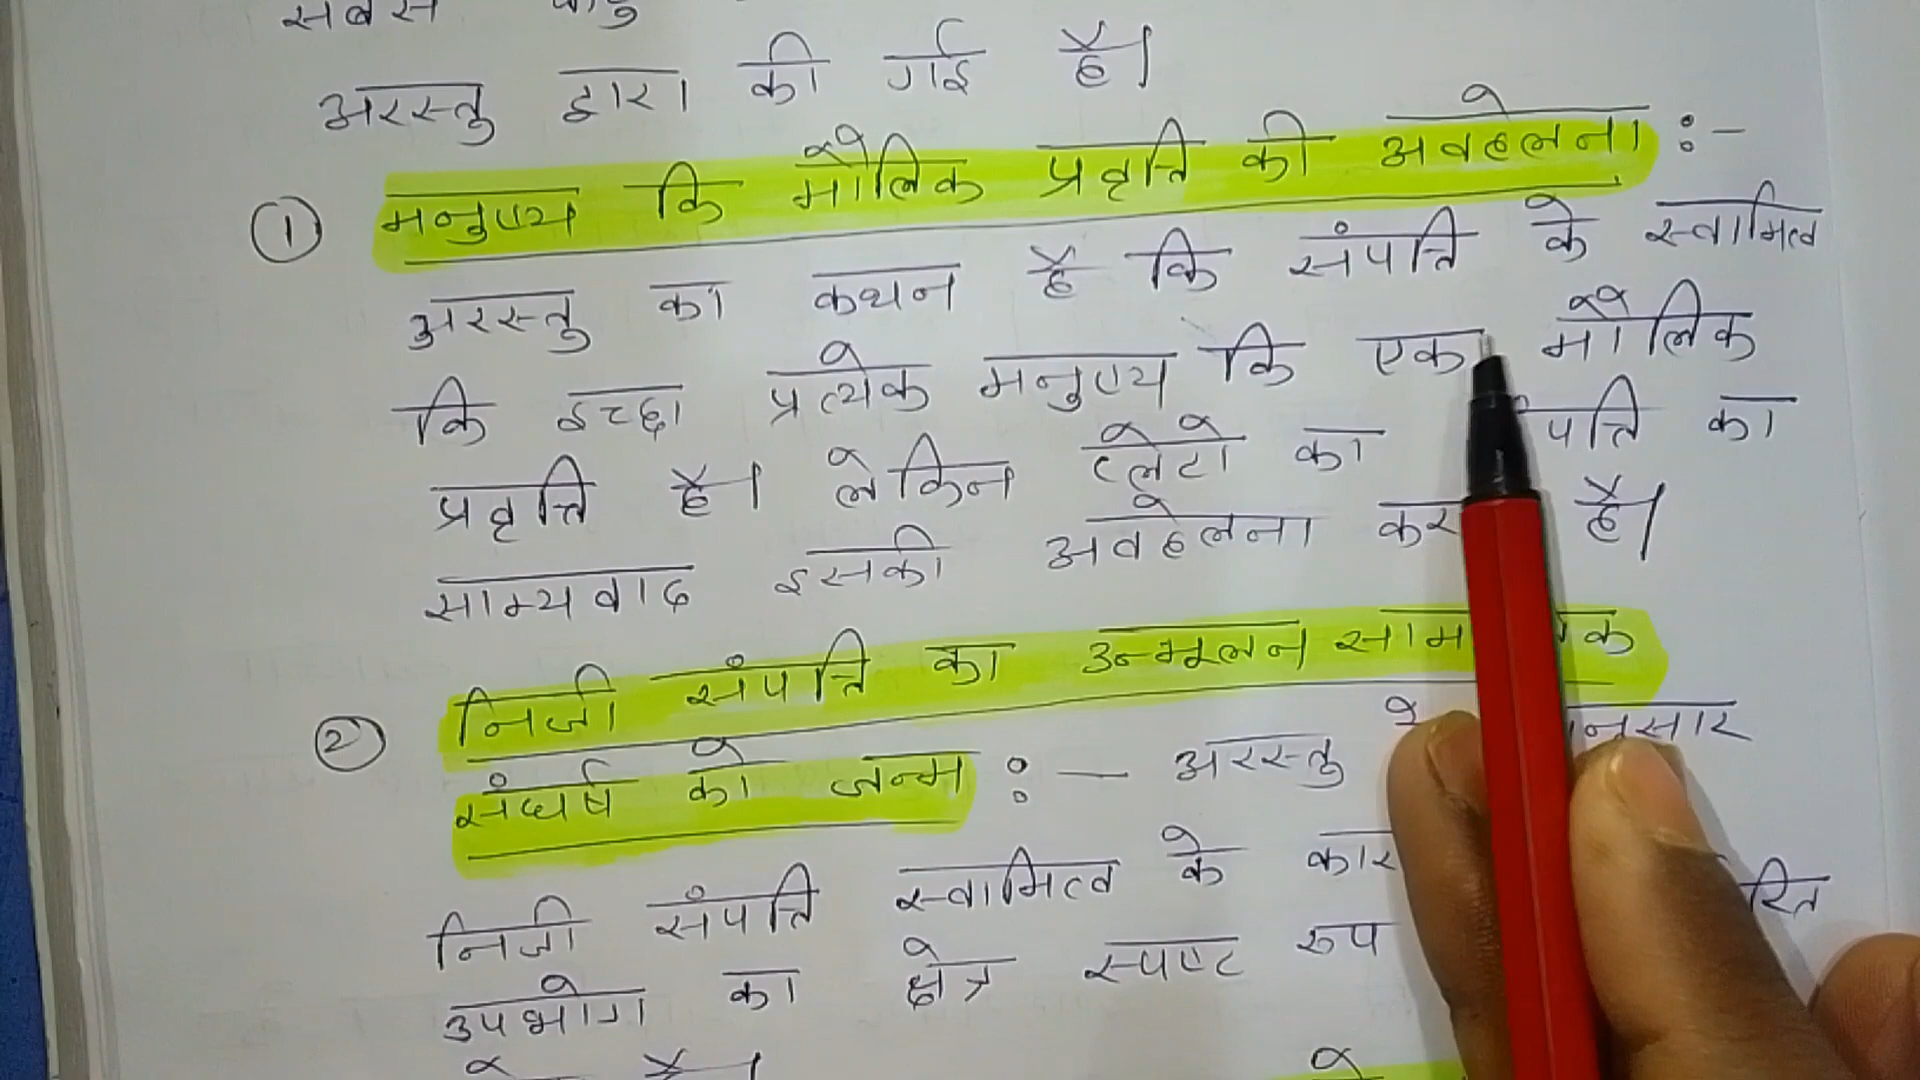 सबसे
अरस्तु द्वारा की गई है।
① मनुष्य कि मौलिक प्रवृत्ति की अवहेलना :-
अरस्तु का कथन है कि संपत्ति के स्वामित्व
कि इच्छा प्रत्येक मनुष्य कि एक मौलिक
प्रवृत्ति है। लेकिन प्लेटो का पत्ति का
साम्यवाद इसकी अवहेलना कर है।
② निजी संपत्ति का उन्मूलन साम क
संघर्ष को जन्म :— अरस्तु नुसार
निजी संपत्ति स्वामित्व के कार रित
उपभोग का क्षेत्र स्पष्ट रूप
है।